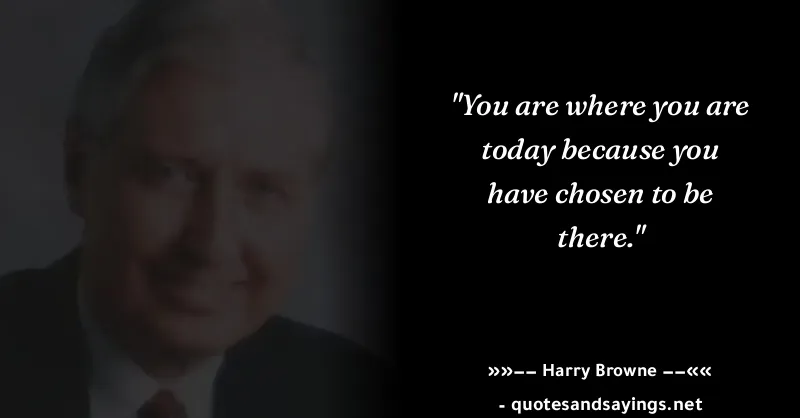 "You are where you are
today because you
have chosen to be
there."
»»−− Harry Browne −−««
- quotesandsayings.net